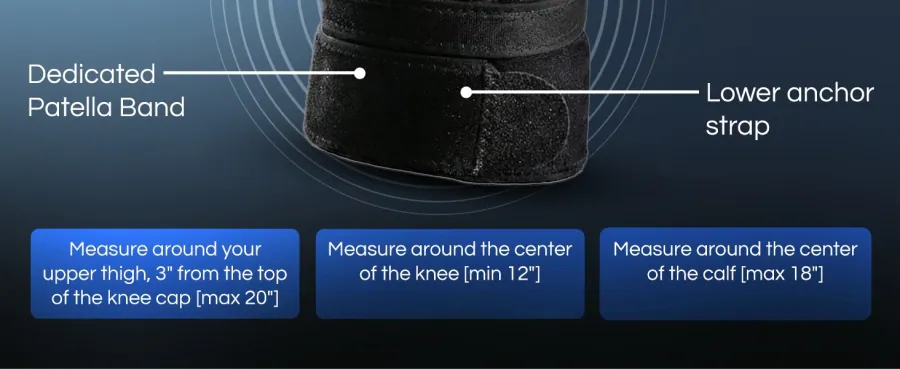 Dedicated
Patella Band
Lower anchor
strap
Measure around your
upper thigh, 3" from the top
of the knee cap [max 20"]
Measure around the center
of the knee [min 12"]
Measure around the center
of the calf [max 18"]